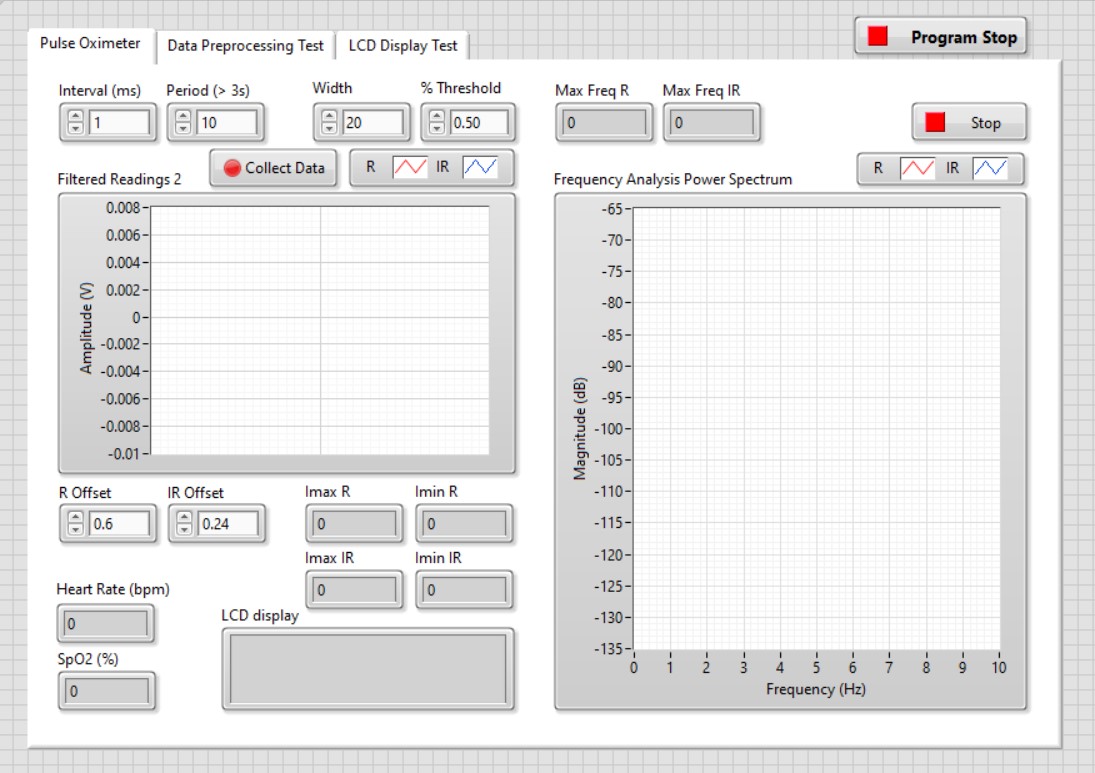 Pulse Oximeter
Data Preprocessing Test
LCD Display Test
Program Stop
Interval (ms)
1
Period (> 3s)
10
Width
20
% Threshold
0.50
Collect Data
R IR
Filtered Readings 2
Amplitude (V)
0.008
0.006
0.004
0.002
0
-0.002
-0.004
-0.006
-0.008
-0.01
R Offset
0.6
IR Offset
0.24
Imax R
0
Imin R
0
Imax IR
0
Imin IR
0
Heart Rate (bpm)
0
SpO2 (%)
0
LCD display
Max Freq R
0
Max Freq IR
0
Stop
R IR
Frequency Analysis Power Spectrum
Magnitude (dB)
-65
-70
-75
-80
-85
-90
-95
-100
-105
-110
-115
-120
-125
-130
-135
0 1 2 3 4 5 6 7 8 9 10
Frequency (Hz)